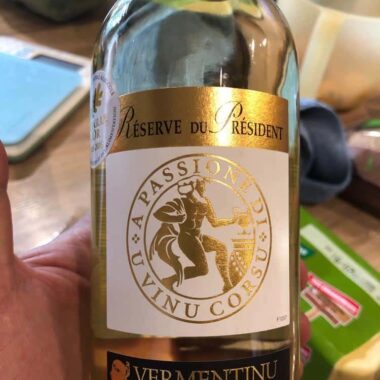 RÉSERVE DU PRÉSIDENT
A PASSIONE DI
U VINU CORSU
VERMENTINU